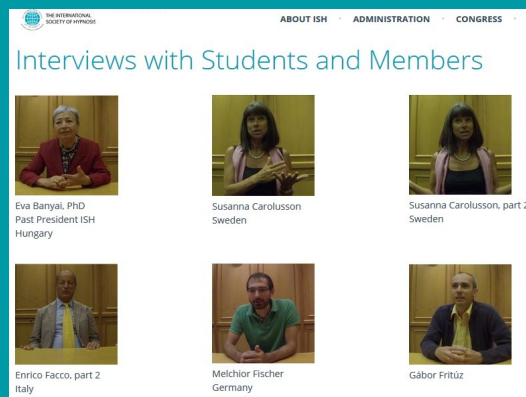 THE INTERNATIONAL
SOCIETY OF HYPNOSIS
ABOUT ISH · ADMINISTRATION · CONGRESS ·
Interviews with Students and Members
Eva Banyai, PhD
Past President ISH
Hungary
Susanna Carolusson
Sweden
Susanna Carolusson, part 2
Sweden
Enrico Facco, part 2
Italy
Melchior Fischer
Germany
Gábor Fritúz